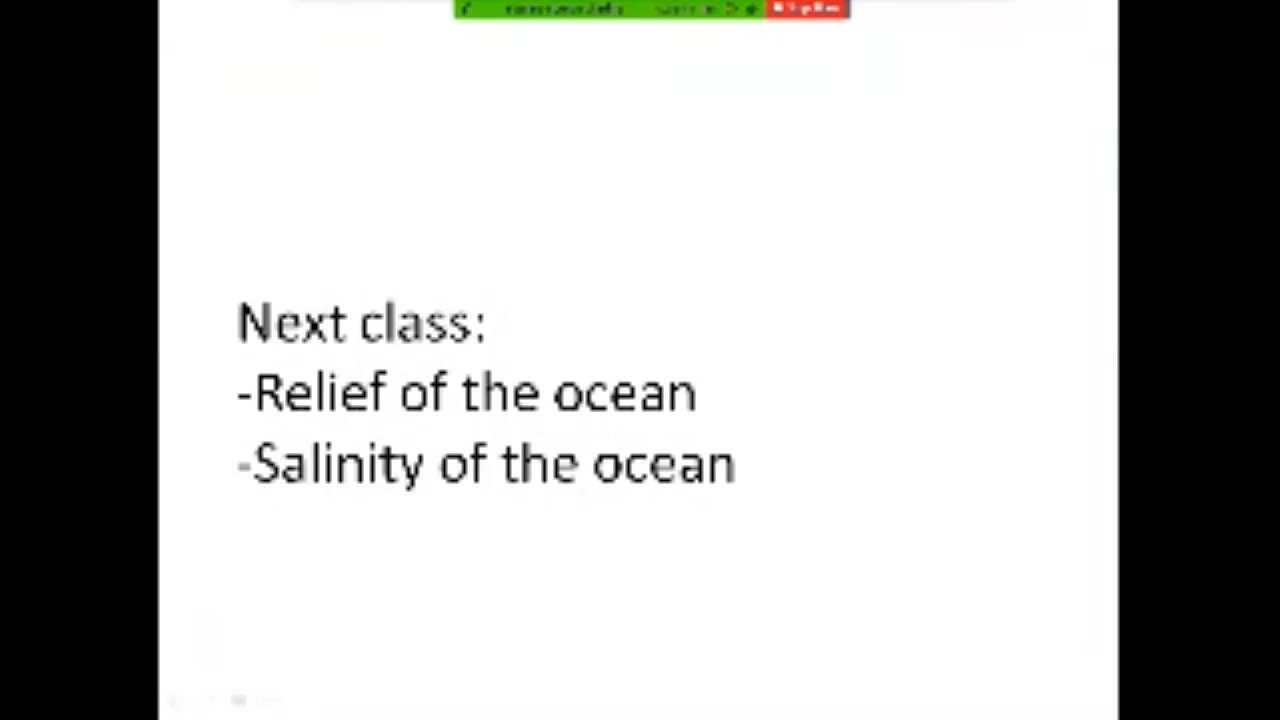 Next class:
-Relief of the ocean
-Salinity of the ocean